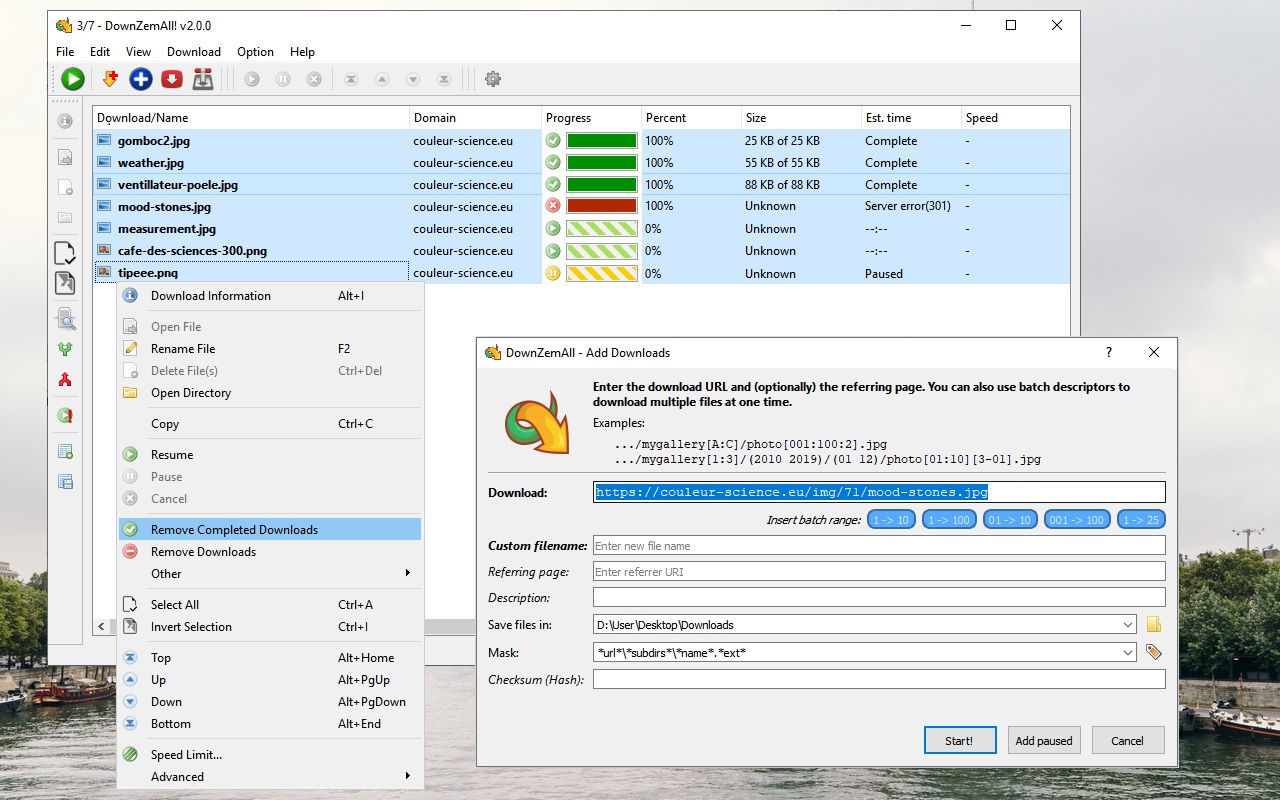 3/7 - DownZemAll! v2.0.0
File Edit View Download Option Help
Download/Name Domain Progress Percent Size Est. time Speed
gomboc2.jpg couleur-science.eu 100% 25 KB of 25 KB Complete -
weather.jpg couleur-science.eu 100% 55 KB of 55 KB Complete -
ventillateur-poele.jpg couleur-science.eu 100% 88 KB of 88 KB Complete -
mood-stones.jpg couleur-science.eu 100% Unknown Server error(301) -
measurement.jpg couleur-science.eu 0% Unknown --:-- -
cafe-des-sciences-300.png couleur-science.eu 0% Unknown --:-- -
tipeee.png couleur-science.eu 0% Unknown Paused -
Download Information Alt+I
Open File
Rename File F2
Delete File(s) Ctrl+Del
Open Directory
Copy Ctrl+C
Resume
Pause
Cancel
Remove Completed Downloads
Remove Downloads
Other
Select All Ctrl+A
Invert Selection Ctrl+I
Top Alt+Home
Up Alt+PgUp
Down Alt+PgDown
Bottom Alt+End
Speed Limit...
Advanced
DownZemAll - Add Downloads ?
Enter the download URL and (optionally) the referring page. You can also use batch descriptors to
download multiple files at one time.
Examples:
.../mygallery[A:C]/photo[001:100:2].jpg
.../mygallery[1:3]/(2010 2019)/(01 12)/photo[01:10][3-01].jpg
Download: https://couleur-science.eu/img/71/mood-stones.jpg
Insert batch range: 1 -> 10 1 -> 100 01 -> 10 001 -> 100 1 -> 25
Custom filename: Enter new file name
Referring page: Enter referrer URI
Description:
Save files in: D:\User\Desktop\Downloads
Mask: *url*\*subdirs*\*name*.*ext*
Checksum (Hash):
Start! Add paused Cancel